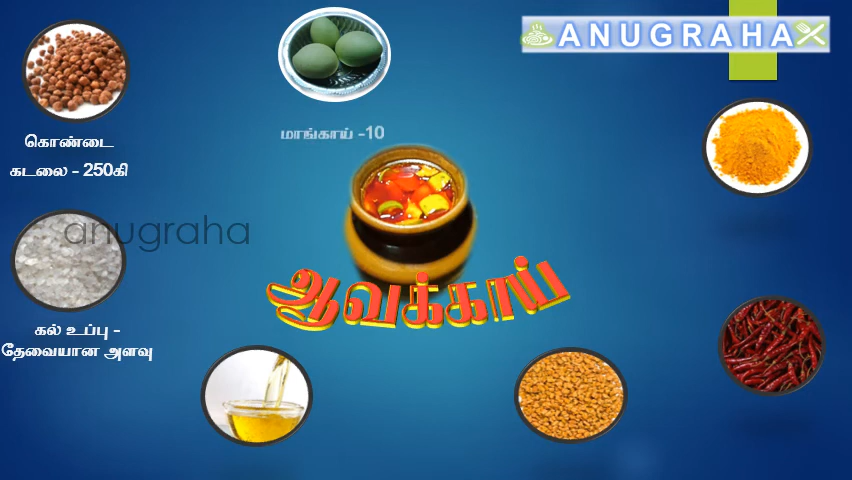 ANUGRAHA
கொண்டை
கடலை - 250கி
மாங்காய் -10
anugraha
ஆவக்காய்
கல் உப்பு -
தேவையான அளவு